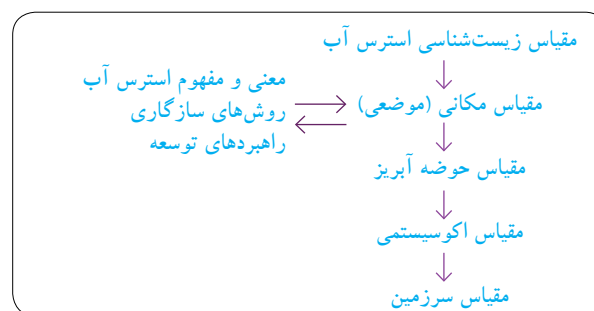 مقیاس زیست‌شناسی استرس آب
معنی و مفهوم استرس آب
مقیاس مکانی (موضعی)
روش‌های سازگاری
راهبردهای توسعه
مقیاس حوضه آبریز
مقیاس اکوسیستمی
مقیاس سرزمین